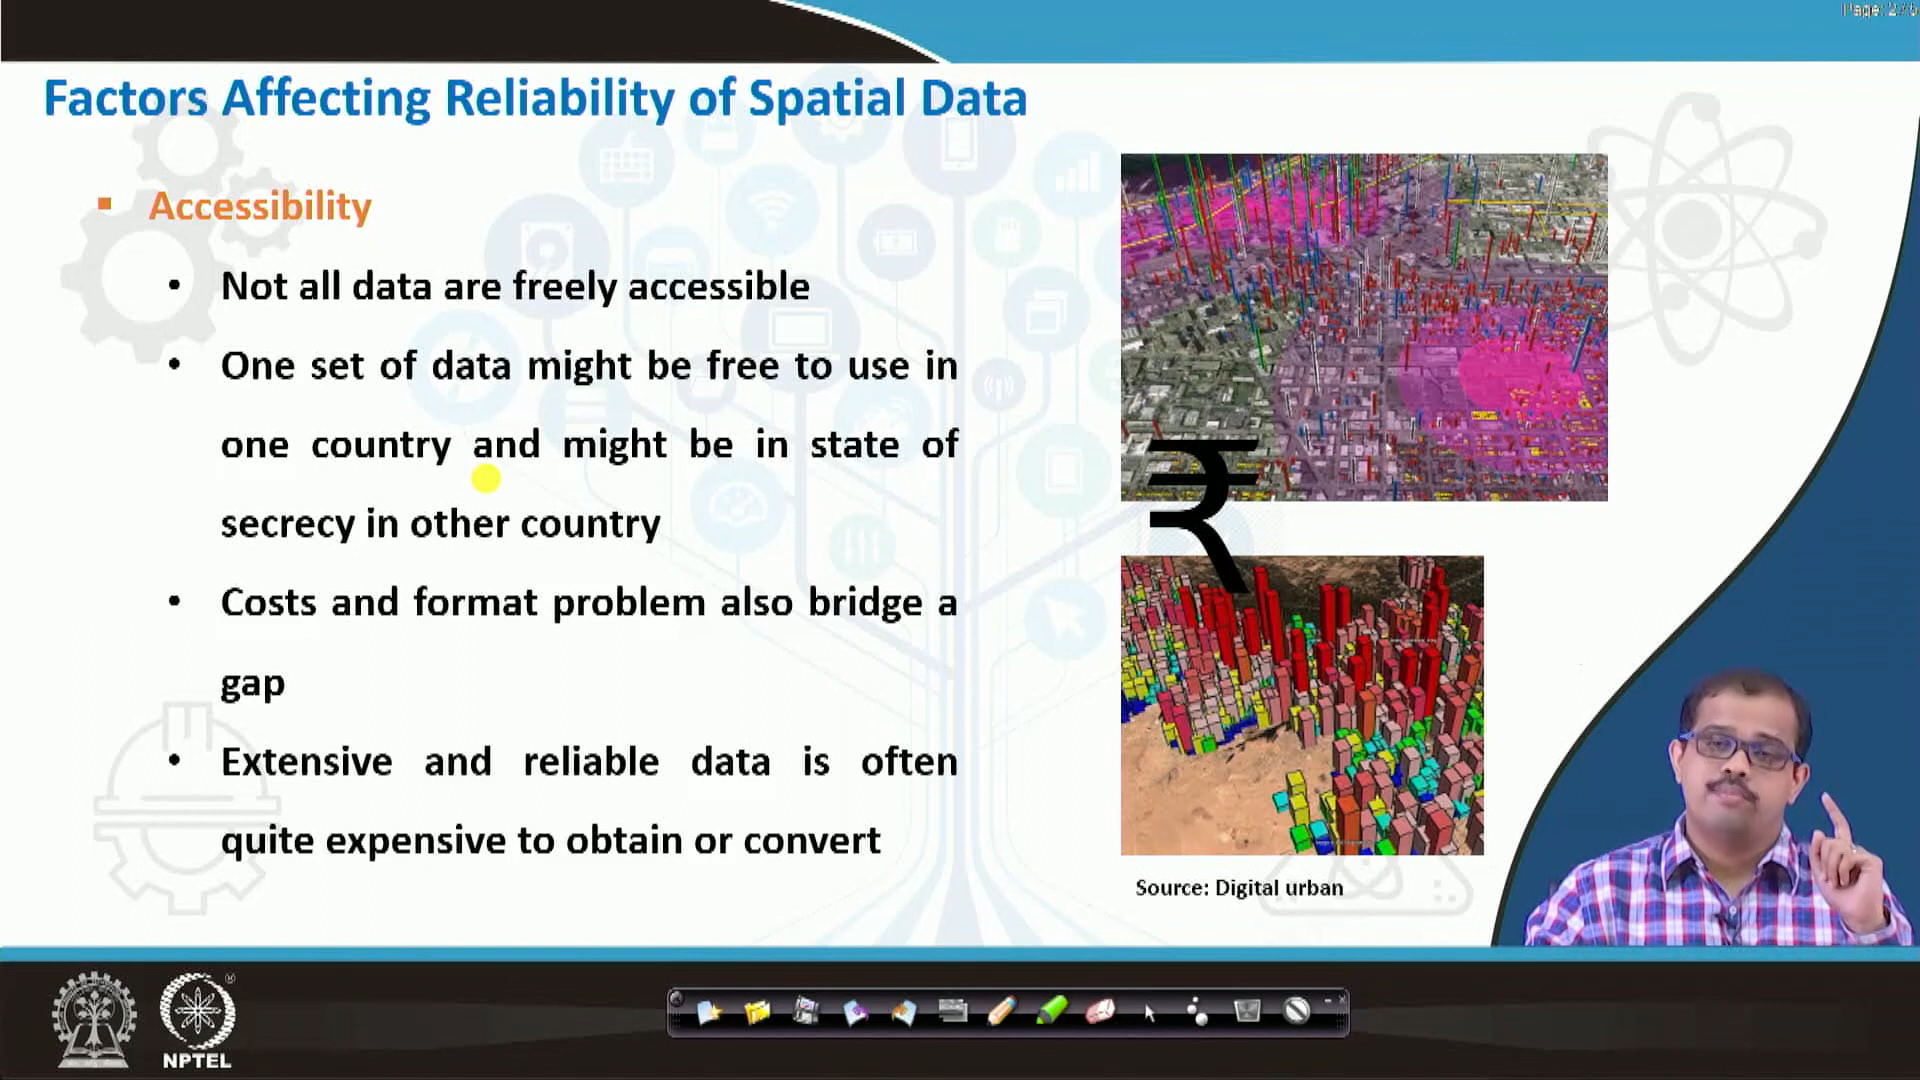 Factors Affecting Reliability of Spatial Data
▪ Accessibility
• Not all data are freely accessible
• One set of data might be free to use in
one country and might be in state of
secrecy in other country
• Costs and format problem also bridge a
gap
• Extensive and reliable data is often
quite expensive to obtain or convert
₹
Source: Digital urban
NPTEL